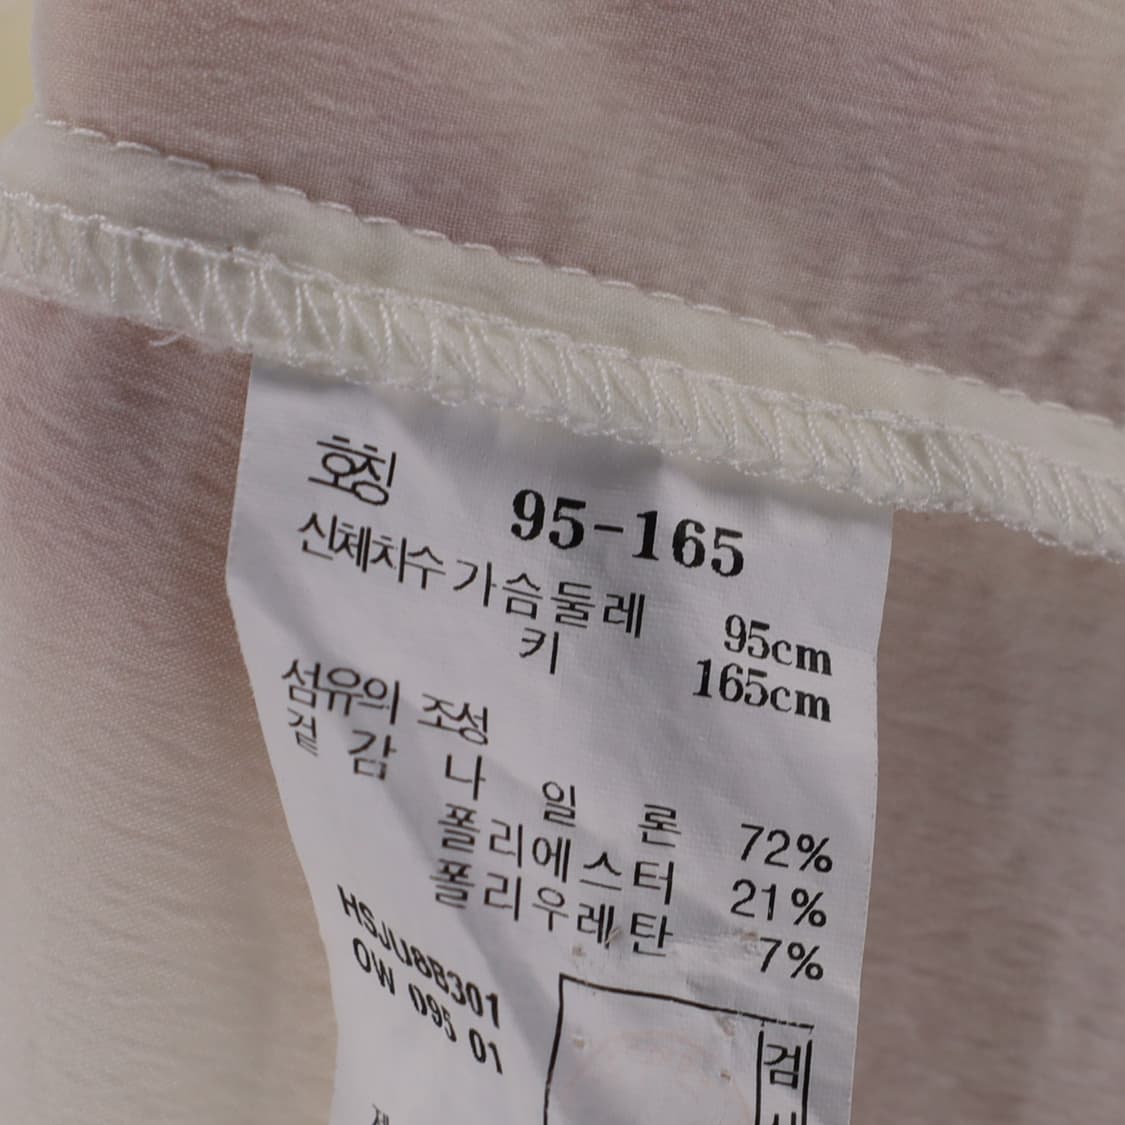 호칭 95-165
신체치수 가슴둘레 95cm
키 165cm
섬유의 조성
겉감 나일론 72%
폴리에스터 21%
폴리우레탄 7%
HSJU8B301
OW 095 01
검